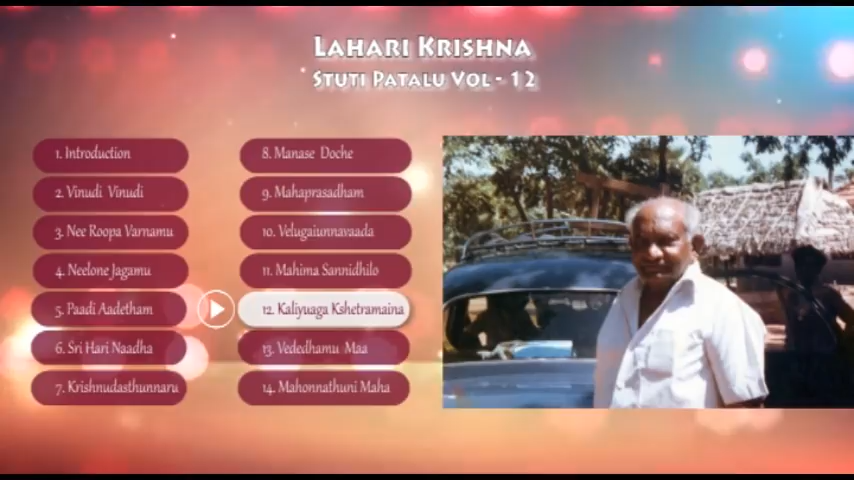 Lahari Krishna
Stuti Patalu Vol - 12
1. Introduction
2. Vinudi Vinudi
3. Nee Roopa Varnamu
4. Neelone Jagamu
5. Paadi Aadetham
6. Sri Hari Naadha
7. Krishnudasthunnaru
8. Manase Doche
9. Mahaprasadham
10. Velugaiunnavaada
11. Mahima Sannidhilo
12. Kaliyuaga Kshetramaina
13. Vededhamu Maa
14. Mahonnathuni Maha